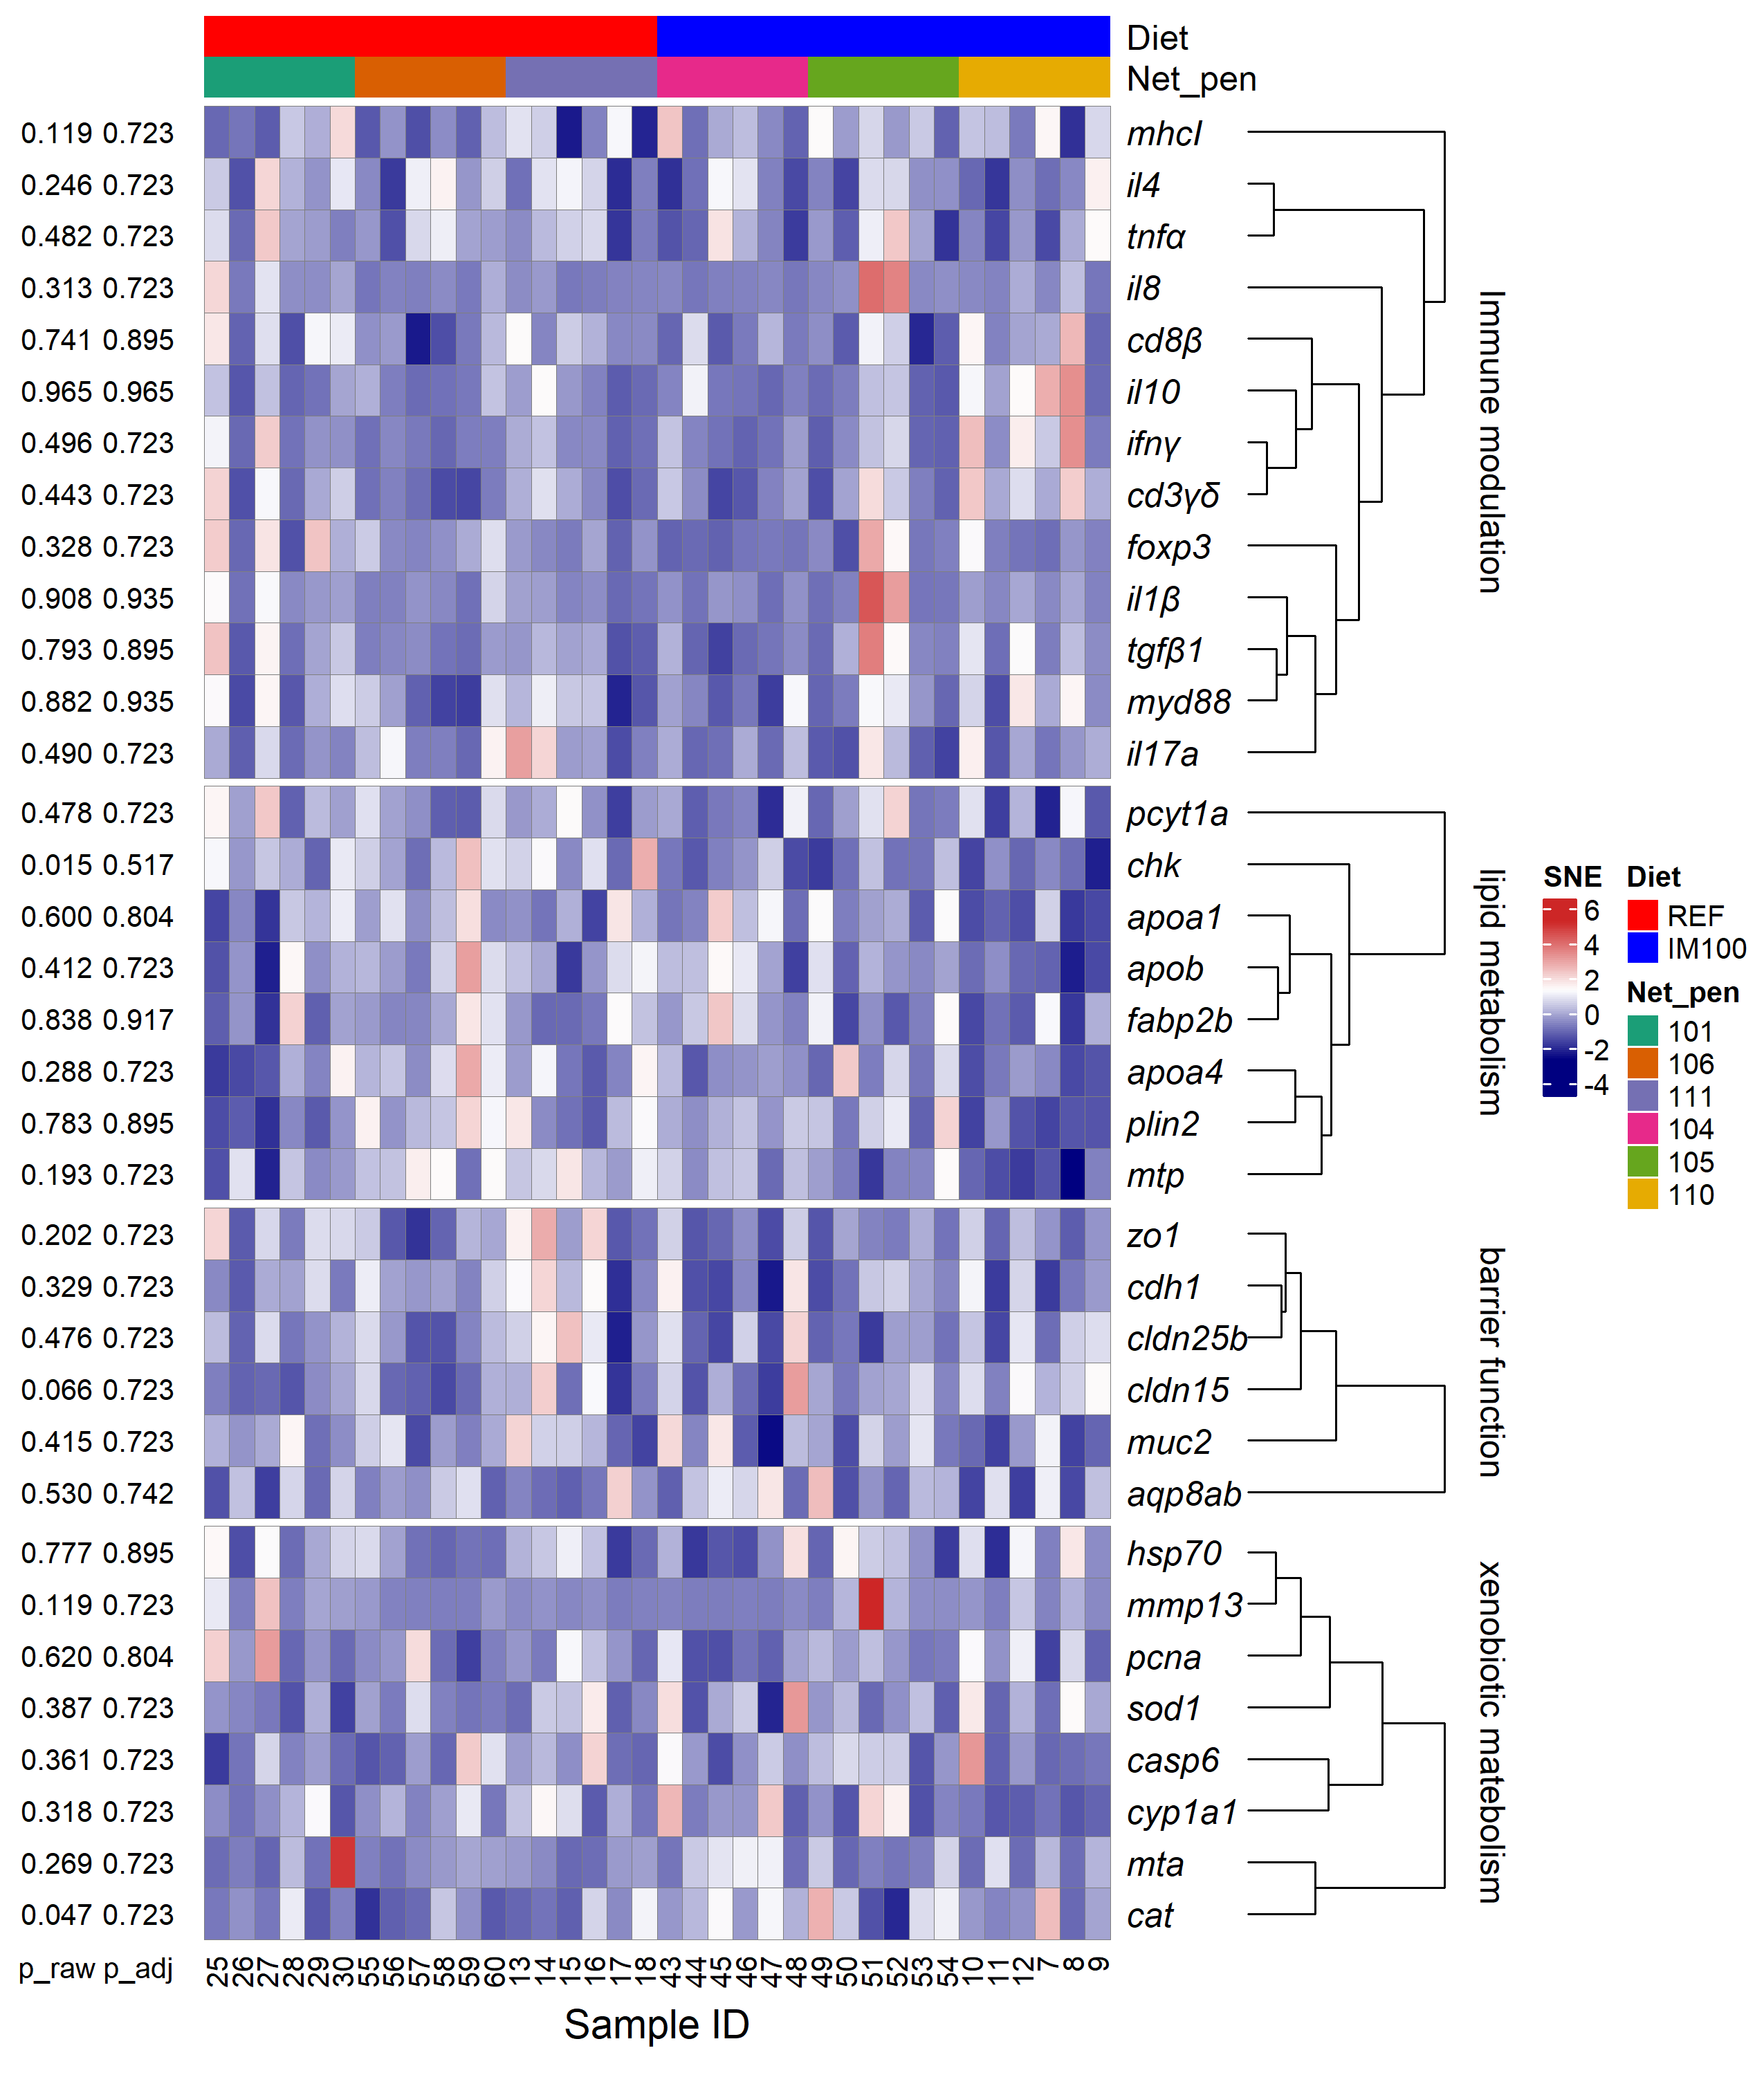 Diet
Net_pen
0.119 0.723 mhcI
0.246 0.723 il4
0.482 0.723 tnfα
0.313 0.723 il8
0.741 0.895 cd8β
0.965 0.965 il10
0.496 0.723 ifnγ
0.443 0.723 cd3γδ
0.328 0.723 foxp3
0.908 0.935 il1β
0.793 0.895 tgfβ1
0.882 0.935 myd88
0.490 0.723 il17a
Immune modulation
0.478 0.723 pcyt1a
0.015 0.517 chk
0.600 0.804 apoa1
0.412 0.723 apob
0.838 0.917 fabp2b
0.288 0.723 apoa4
0.783 0.895 plin2
0.193 0.723 mtp
lipid metabolism
0.202 0.723 zo1
0.329 0.723 cdh1
0.476 0.723 cldn25b
0.066 0.723 cldn15
0.415 0.723 muc2
0.530 0.742 aqp8ab
barrier function
0.777 0.895 hsp70
0.119 0.723 mmp13
0.620 0.804 pcna
0.387 0.723 sod1
0.361 0.723 casp6
0.318 0.723 cyp1a1
0.269 0.723 mta
0.047 0.723 cat
xenobiotic matebolism
p_raw p_adj
25 26 27 28 29 30 55 56 57 58 59 60 13 14 15 16 17 18 43 44 45 46 47 48 49 50 51 52 53 54 10 11 12 7 8 9
Sample ID
SNE
6
4
2
0
-2
-4
Diet
REF
IM100
Net_pen
101
106
111
104
105
110